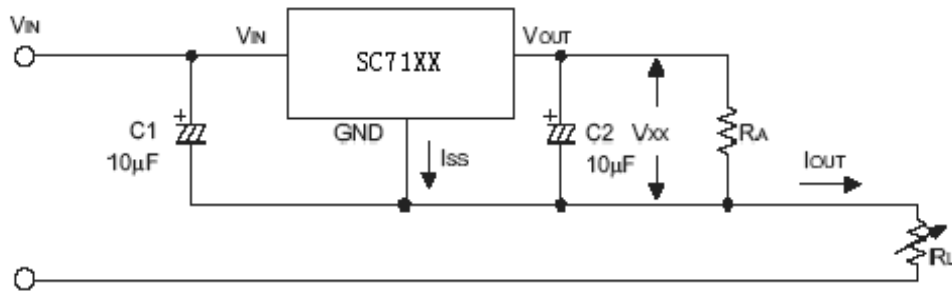 VIN
VIN
SC71XX
VOUT
GND
+
C1
10μF
ISS
+
C2
10μF
VXX
RA
IOUT
RL